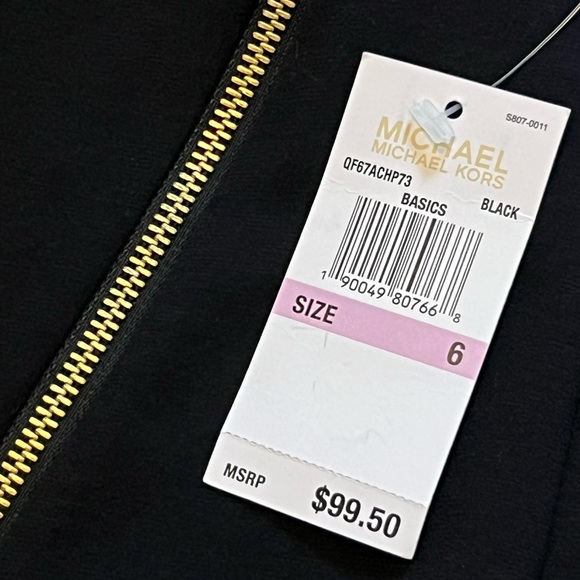 S807-0011
MICHAEL
MICHAEL KORS
QF67ACHP73
BASICS BLACK
1 90049 80766 8
SIZE 6
MSRP $99.50